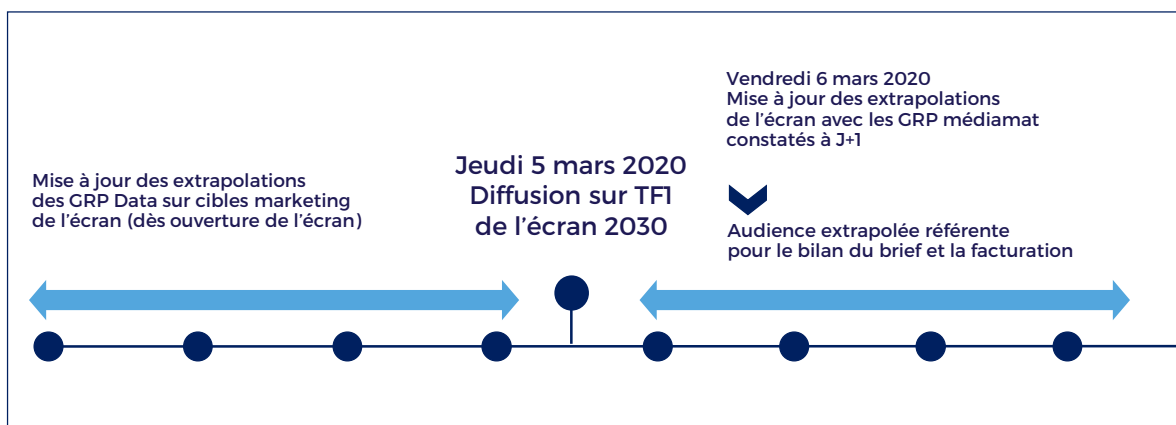 Mise à jour des extrapolations
des GRP Data sur cibles marketing
de l’écran (dès ouverture de l’écran)
Jeudi 5 mars 2020
Diffusion sur TF1
de l’écran 2030
Vendredi 6 mars 2020
Mise à jour des extrapolations
de l’écran avec les GRP médiamat
constatés à J+1
Audience extrapolée référente
pour le bilan du brief et la facturation